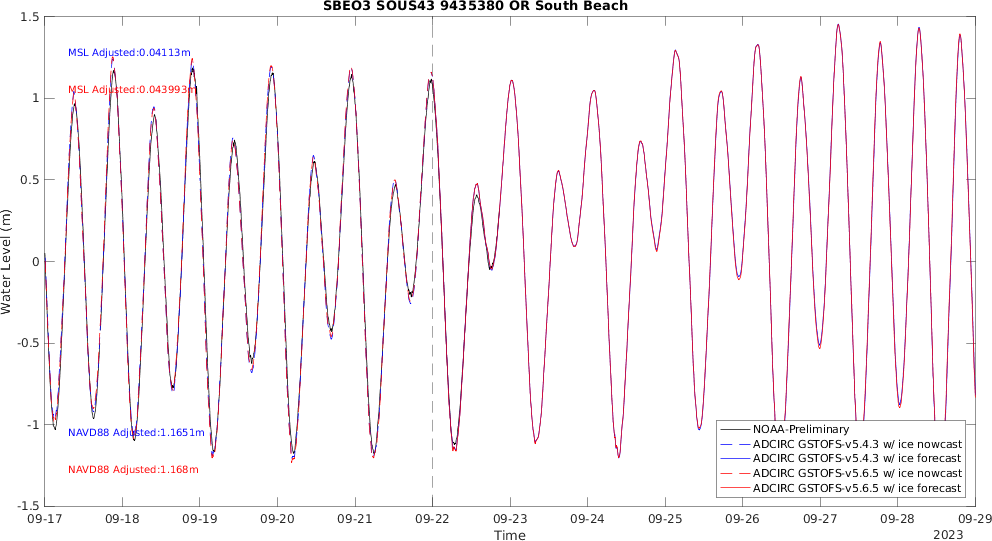 SBEO3 SOUS43 9435380 OR South Beach
MSL Adjusted:0.04113m
MSL Adjusted:0.043993m
NAVD88 Adjusted:1.1651m
NAVD88 Adjusted:1.168m
Water Level (m)
1.5
1
0.5
0
-0.5
-1
-1.5
NOAA-Preliminary
ADCIRC GSTOFS-v5.4.3 w/ ice nowcast
ADCIRC GSTOFS-v5.4.3 w/ ice forecast
ADCIRC GSTOFS-v5.6.5 w/ ice nowcast
ADCIRC GSTOFS-v5.6.5 w/ ice forecast
09-17 09-18 09-19 09-20 09-21 09-22 09-23 09-24 09-25 09-26 09-27 09-28 09-29
Time
2023